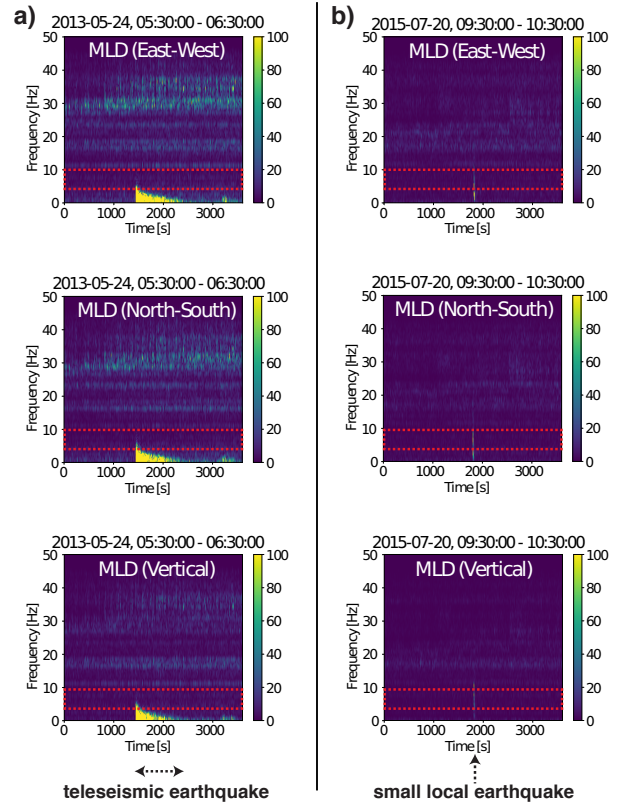 a)
2013-05-24, 05:30:00 - 06:30:00
MLD (East-West)
Frequency [Hz]
50
40
30
20
10
0
0 1000 2000 3000
Time [s]
100
80
60
40
20
0
2013-05-24, 05:30:00 - 06:30:00
MLD (North-South)
Frequency [Hz]
50
40
30
20
10
0
0 1000 2000 3000
Time [s]
100
80
60
40
20
0
2013-05-24, 05:30:00 - 06:30:00
MLD (Vertical)
Frequency [Hz]
50
40
30
20
10
0
0 1000 2000 3000
Time [s]
100
80
60
40
20
0
teleseismic earthquake
b)
2015-07-20, 09:30:00 - 10:30:00
MLD (East-West)
Frequency [Hz]
50
40
30
20
10
0
0 1000 2000 3000
Time [s]
100
80
60
40
20
0
2015-07-20, 09:30:00 - 10:30:00
MLD (North-South)
Frequency [Hz]
50
40
30
20
10
0
0 1000 2000 3000
Time [s]
100
80
60
40
20
0
2015-07-20, 09:30:00 - 10:30:00
MLD (Vertical)
Frequency [Hz]
50
40
30
20
10
0
0 1000 2000 3000
Time [s]
100
80
60
40
20
0
small local earthquake